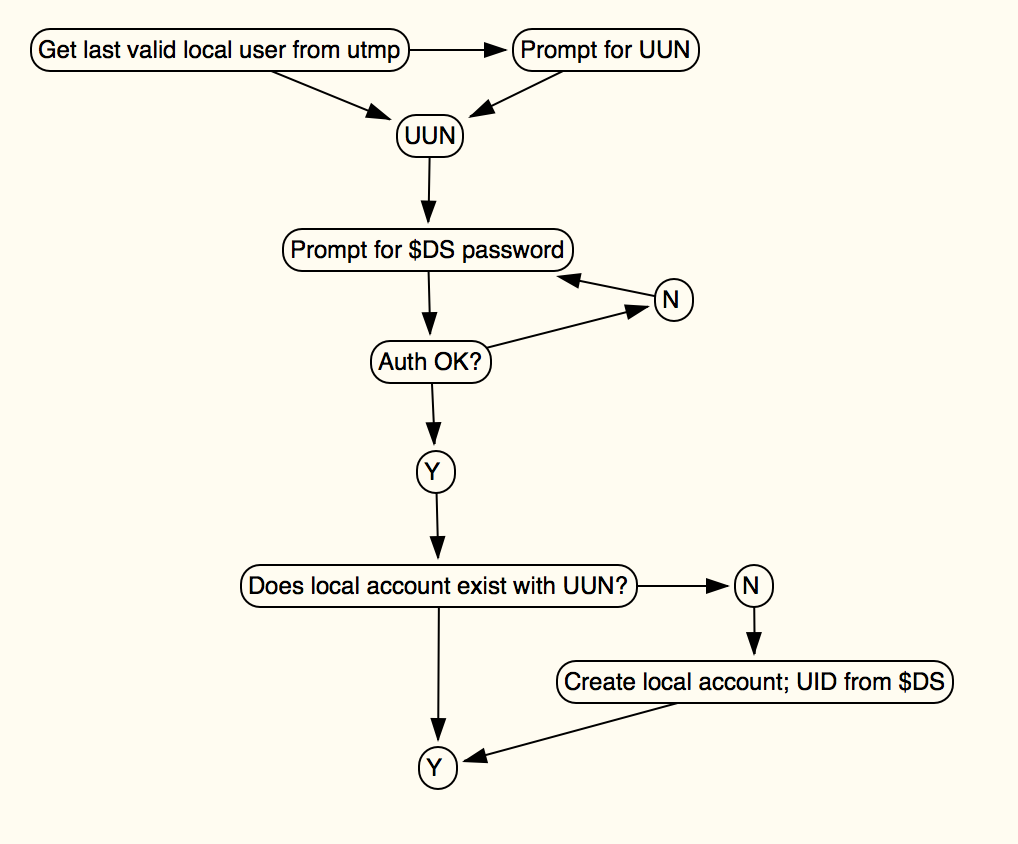 Get last valid local user from utmp
Prompt for UUN
UUN
Prompt for $DS password
N
Auth OK?
Y
Does local account exist with UUN?
N
Create local account; UID from $DS
Y